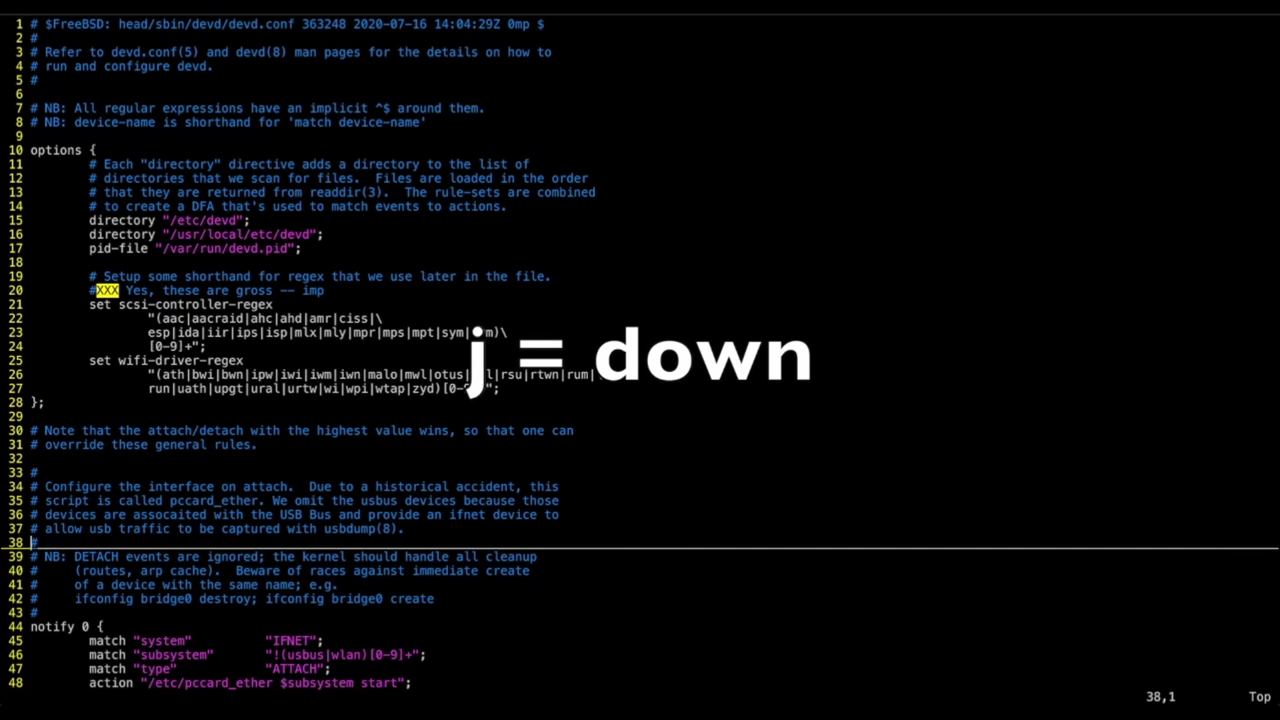 1 # $FreeBSD: head/sbin/devd/devd.conf 363248 2020-07-16 14:04:29Z 0mp $
2 #
3 # Refer to devd.conf(5) and devd(8) man pages for the details on how to
4 # run and configure devd.
5 #
6
7 # NB: All regular expressions have an implicit ^$ around them.
8 # NB: device-name is shorthand for 'match device-name'
9
10 options {
11 # Each "directory" directive adds a directory to the list of
12 # directories that we scan for files.  Files are loaded in the order
13 # that they are returned from readdir(3).  The rule-sets are combined
14 # to create a DFA that's used to match events to actions.
15 directory "/etc/devd";
16 directory "/usr/local/etc/devd";
17 pid-file "/var/run/devd.pid";
18
19 # Setup some shorthand for regex that we use later in the file.
20 #XXX Yes, these are gross -- imp
21 set scsi-controller-regex
22 "(aac|aacraid|ahc|ahd|amr|ciss|\
23 esp|ida|iir|ips|isp|mlx|mly|mpr|mps|mpt|sym| m)\
24 [0-9]+";
j = down
25 set wifi-driver-regex
26 "(ath|bwi|bwn|ipw|iwi|iwm|iwn|malo|mwl|otus| l|rsu|rtwn|rum|
27 run|uath|upgt|ural|urtw|wi|wpi|wtap|zyd)[0-9 ";
28 };
29
30 # Note that the attach/detach with the highest value wins, so that one can
31 # override these general rules.
32
33 #
34 # Configure the interface on attach.  Due to a historical accident, this
35 # script is called pccard_ether. We omit the usbus devices because those
36 # devices are assocaited with the USB Bus and provide an ifnet device to
37 # allow usb traffic to be captured with usbdump(8).
38 #
39 # NB: DETACH events are ignored; the kernel should handle all cleanup
40 #     (routes, arp cache).  Beware of races against immediate create
41 #     of a device with the same name; e.g.
42 #     ifconfig bridge0 destroy; ifconfig bridge0 create
43 #
44 notify 0 {
45 match "system" "IFNET";
46 match "subsystem" "!(usbus|wlan)[0-9]+";
47 match "type" "ATTACH";
48 action "/etc/pccard_ether $subsystem start";
38,1 Top